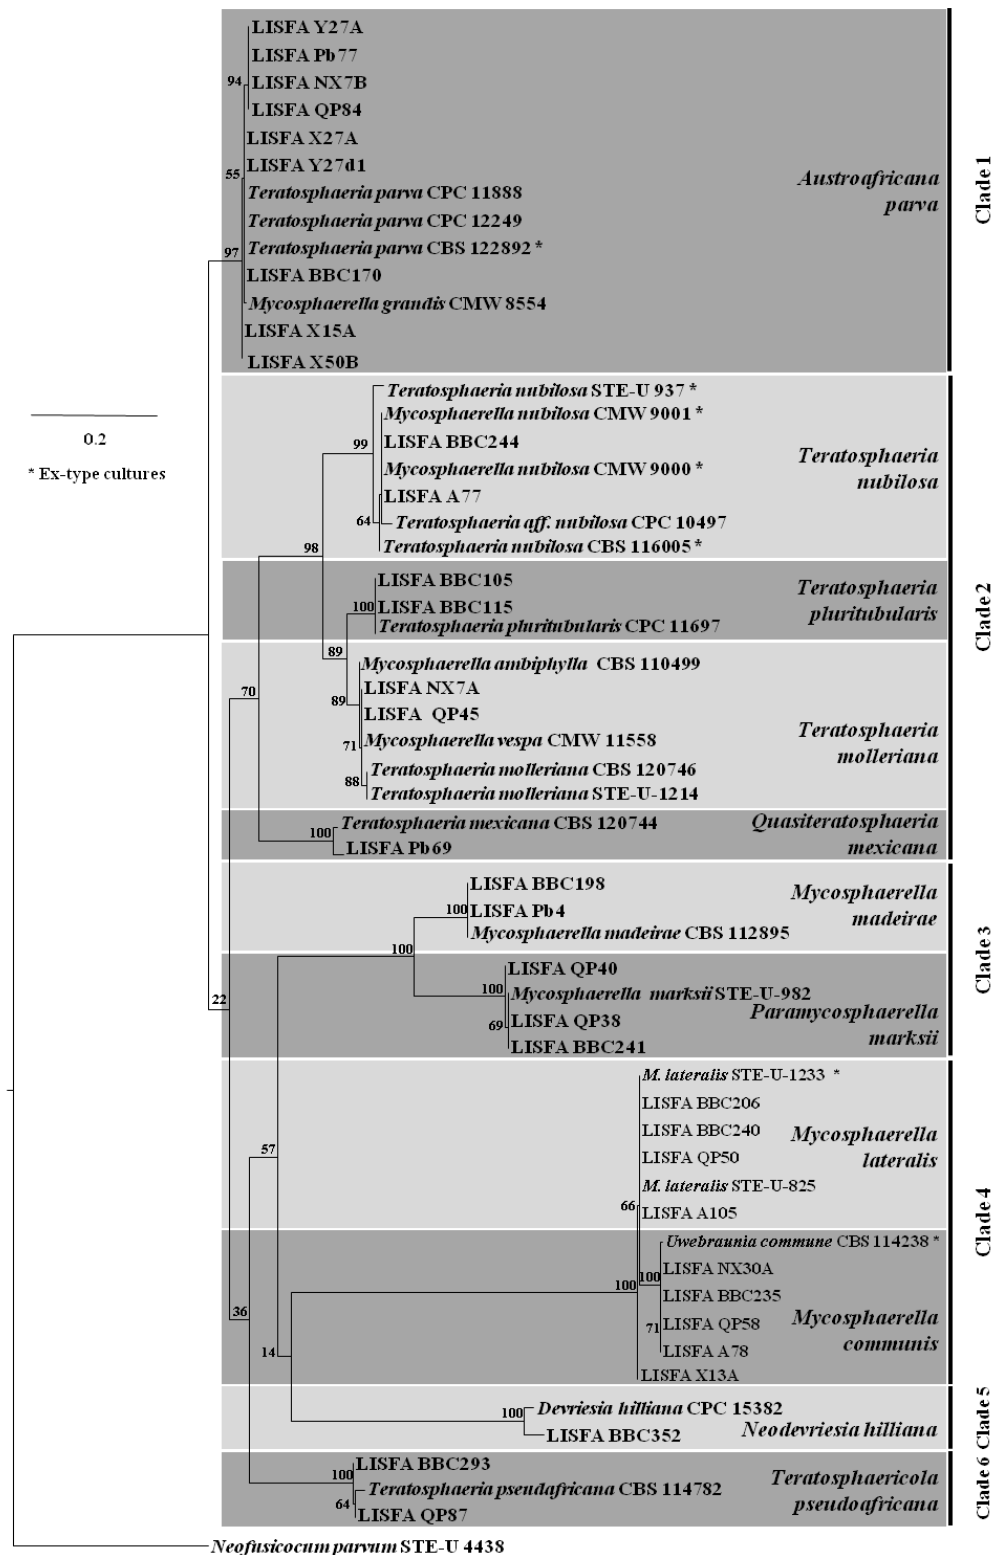 LISFA Y27A
LISFA Pb77
94
LISFA NX7B
LISFA QP84
LISFA X27A
LISFA Y27d1
55
Teratosphaeria parva CPC 11888
Austroafricana
parva
Clade 1
Teratosphaeria parva CPC 12249
Teratosphaeria parva CBS 122892 *
97
LISFA BBC170
Mycosphaerella grandis CMW 8554
LISFA X15A
LISFA X50B
0.2
* Ex-type cultures
Teratosphaeria nubilosa STE-U 937 *
Mycosphaerella nubilosa CMW 9001 *
99
LISFA BBC244
Mycosphaerella nubilosa CMW 9000 *
Teratosphaeria
nubilosa
LISFA A77
64
Teratosphaeria aff. nubilosa CPC 10497
Teratosphaeria nubilosa CBS 116005 *
98
LISFA BBC105
100
LISFA BBC115
Teratosphaeria pluritubularis CPC 11697
Teratosphaeria
pluritubularis
Clade 2
89
Mycosphaerella ambiphylla CBS 110499
70
LISFA NX7A
89
LISFA QP45
Mycosphaerella vespa CMW 11558
71
Teratosphaeria
molleriana
Teratosphaeria molleriana CBS 120746
88
Teratosphaeria molleriana STE-U-1214
Teratosphaeria mexicana CBS 120744
100
LISFA Pb69
Quasiteratosphaeria
mexicana
LISFA BBC198
100
LISFA Pb4
Mycosphaerella madeirae CBS 112895
Mycosphaerella
madeirae
100
Clade 3
LISFA QP40
100
Mycosphaerella marksii STE-U-982
22
69
LISFA QP38
LISFA BBC241
Paramycosphaerella
marksii
M. lateralis STE-U-1233 *
LISFA BBC206
LISFA BBC240
57
LISFA QP50
Mycosphaerella
lateralis
M. lateralis STE-U-825
66
LISFA A105
Clade 4
Uwebraunia commune CBS 114238 *
100
100
LISFA NX30A
LISFA BBC235
36
71
LISFA QP58
Mycosphaerella
communis
14
LISFA A78
LISFA X13A
Devriesia hilliana CPC 15382
100
LISFA BBC352
Neodevriesia hilliana
Clade 5
LISFA BBC293
100
Teratosphaeria pseudafricana CBS 114782
64
LISFA QP87
Teratosphaericola
pseudoafricana
Clade 6
Neofusicocum parvum STE-U 4438